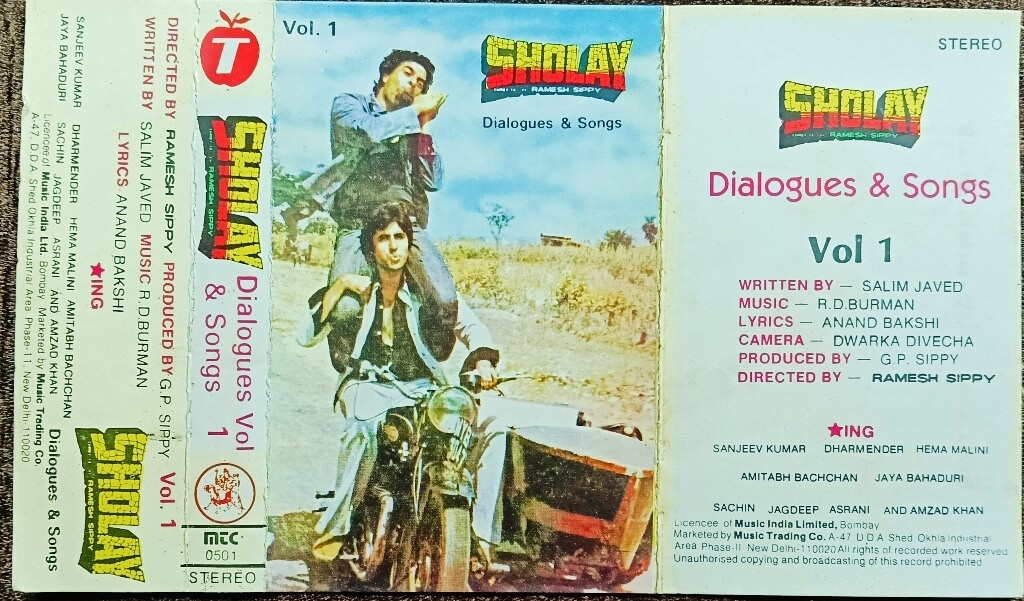 SANJEEV KUMAR DHARMENDER HEMA MALINI AMITABH BACHCHAN
JAYA BAHADURI SACHIN JAGDEEP ASRANI AND AMZAD KHAN
Licencee of Music India Ltd. Bombay Marketed by Music Trading Co.
A-47, D.D.A. Shed Okhla Industrial Area Phase-11, New Delhi-110020
DIRECTED BY RAMESH SIPPY PRODUCED BY G.P. SIPPY Vol. 1
WRITTEN BY SALIM JAVED MUSIC R.D.BURMAN
LYRICS ANAND BAKSHI
★ING
SHOLAY
RAMESH SIPPY
Dialogues & Songs
T
SHOLAY
RAMESH SIPPY
Dialogues Vol
& Songs 1
mtc
0501
STEREO
Vol. 1
SHOLAY
RAMESH SIPPY
Dialogues & Songs
STEREO
SHOLAY
RAMESH SIPPY
Dialogues & Songs
Vol 1
WRITTEN BY — SALIM JAVED
MUSIC — R.D.BURMAN
LYRICS — ANAND BAKSHI
CAMERA — DWARKA DIVECHA
PRODUCED BY — G.P. SIPPY
DIRECTED BY — RAMESH SIPPY
★ING
SANJEEV KUMAR DHARMENDER HEMA MALINI
AMITABH BACHCHAN JAYA BAHADURI
SACHIN JAGDEEP ASRANI AND AMZAD KHAN
Licencee of Music India Limited, Bombay
Marketed by Music Trading Co. A-47 D.D.A. Shed Okhla Industrial
Area Phase-II New Delhi-110020 All rights of recorded work reserved
Unauthorised copying and broadcasting of this record prohibited